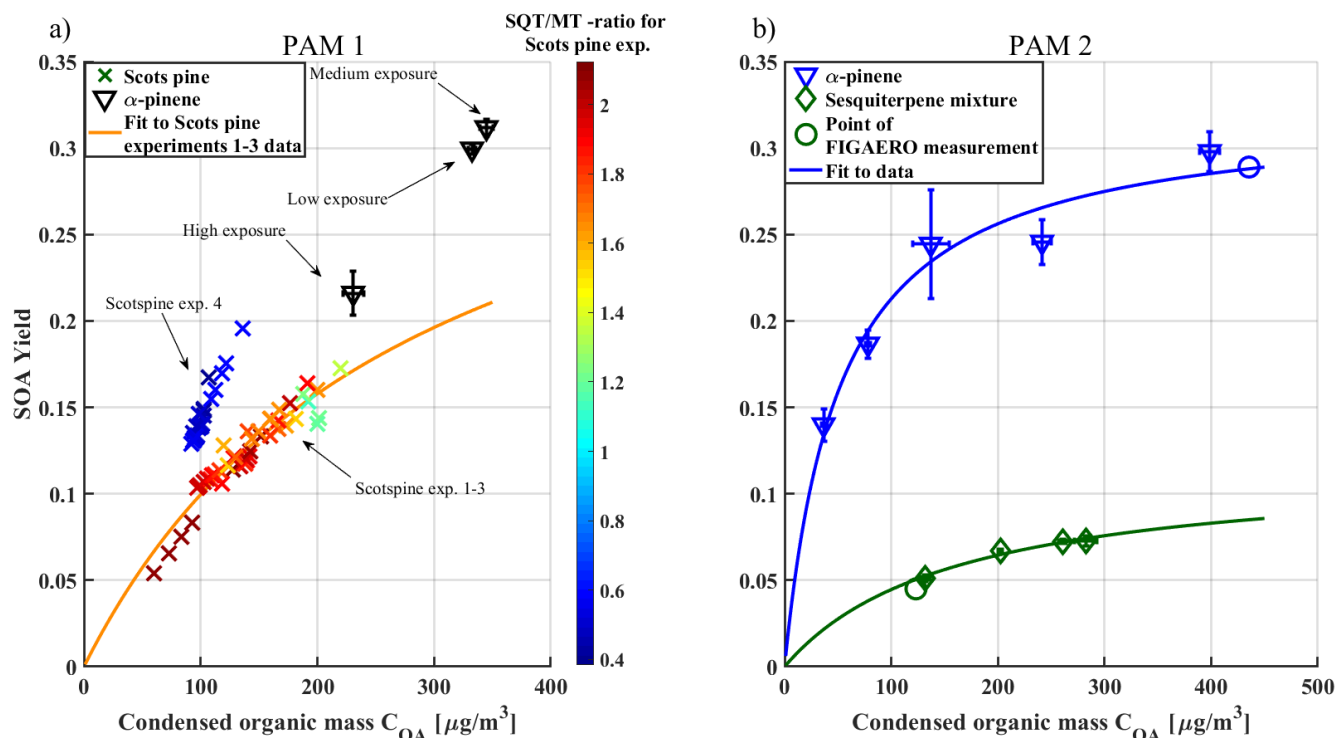 a)
PAM 1
SQT/MT -ratio for
Scots pine exp.
Scots pine
α-pinene
Fit to Scots pine
experiments 1-3 data
Medium exposure
Low exposure
High exposure
Scotspine exp. 4
Scotspine exp. 1-3
SOA Yield
0.35
0.3
0.25
0.2
0.15
0.1
0.05
0
0
100
200
300
400
Condensed organic mass C_OA [μg/m³]
2
1.8
1.6
1.4
1.2
1
0.8
0.6
0.4
b)
PAM 2
α-pinene
Sesquiterpene mixture
Point of
FIGAERO measurement
Fit to data
0.35
0.3
0.25
0.2
0.15
0.1
0.05
0
0
100
200
300
400
500
Condensed organic mass C_OA [μg/m³]